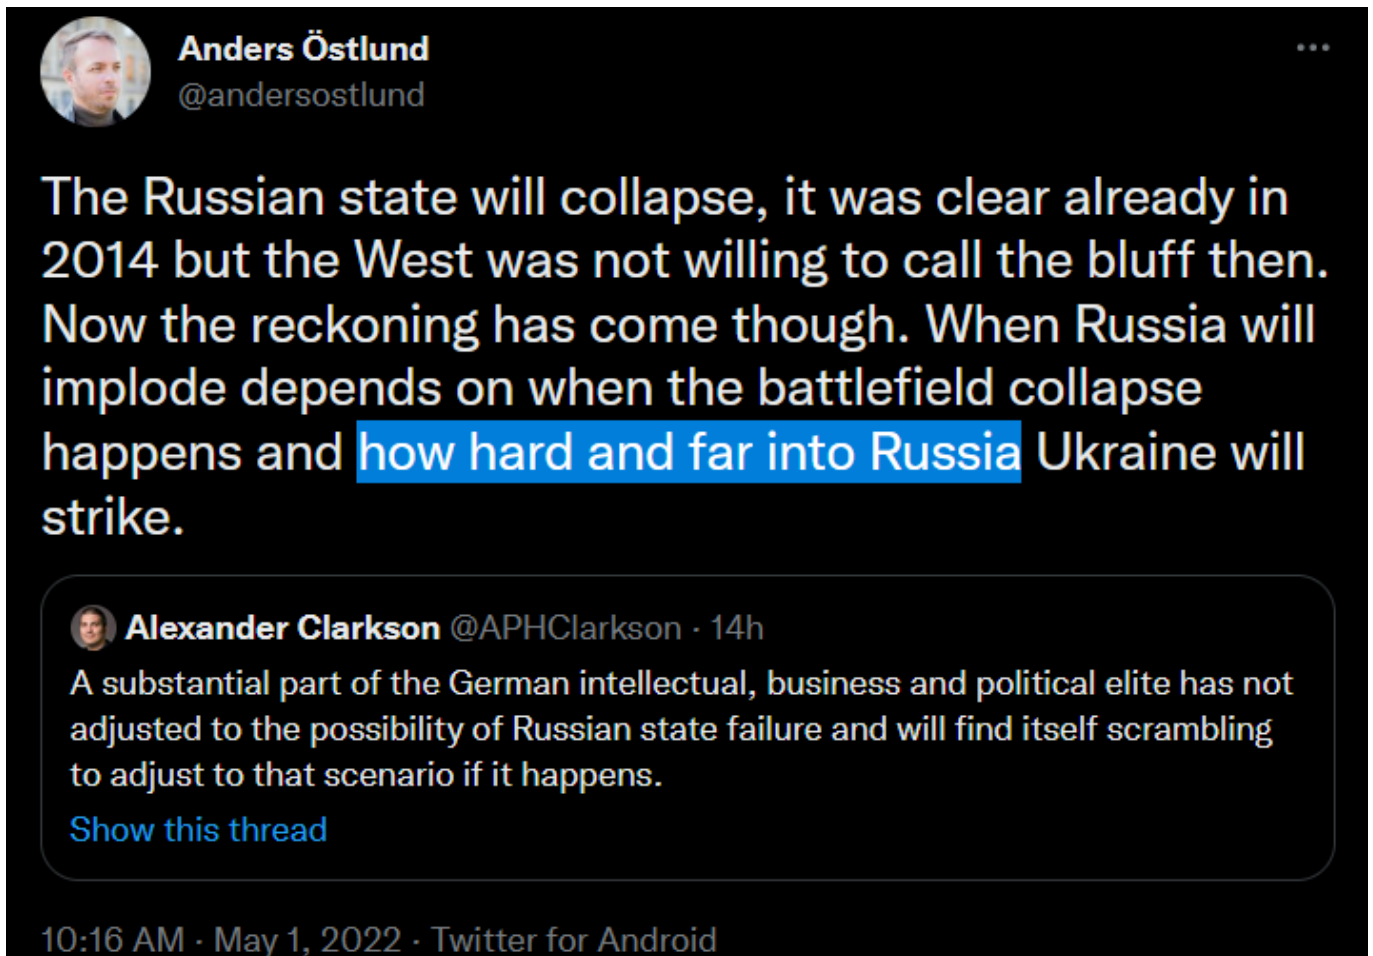 Anders Östlund
@andersostlund
The Russian state will collapse, it was clear already in
2014 but the West was not willing to call the bluff then.
Now the reckoning has come though. When Russia will
implode depends on when the battlefield collapse
happens and how hard and far into Russia Ukraine will
strike.
Alexander Clarkson @APHClarkson · 14h
A substantial part of the German intellectual, business and political elite has not
adjusted to the possibility of Russian state failure and will find itself scrambling
to adjust to that scenario if it happens.
Show this thread
10:16 AM · May 1, 2022 · Twitter for Android